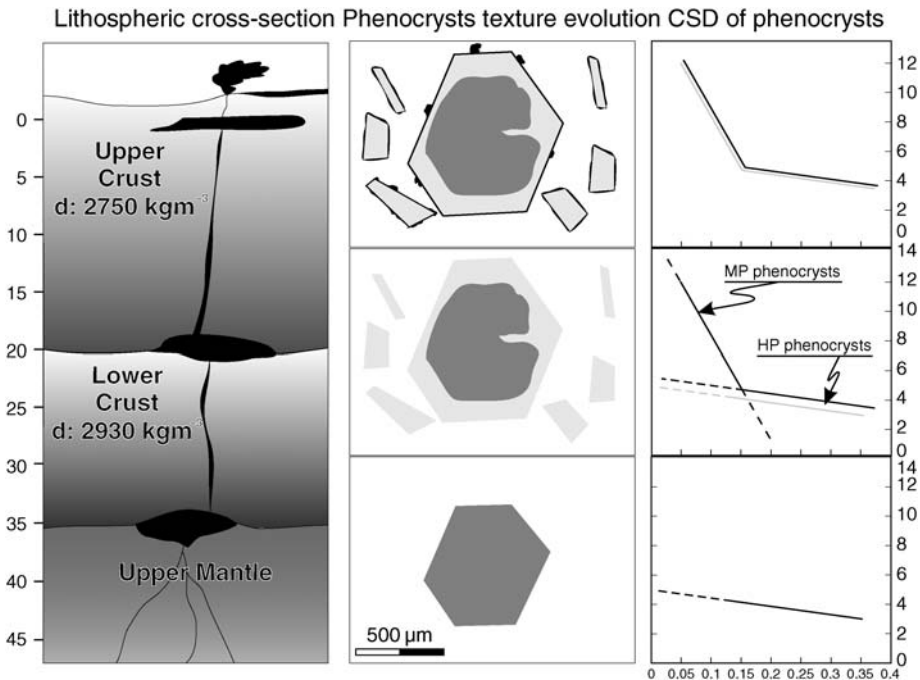 Lithospheric cross-section Phenocrysts texture evolution CSD of phenocrysts
0
5
10
15
20
25
30
35
40
45
Upper
Crust
d: 2750 kgm-3
Lower
Crust
d: 2930 kgm-3
Upper Mantle
500 µm
12
10
8
6
4
2
0
14
12
10
8
6
4
2
0
MP phenocrysts
HP phenocrysts
12
10
8
6
4
2
0
0 0.05 0.1 0.15 0.2 0.25 0.3 0.35 0.4